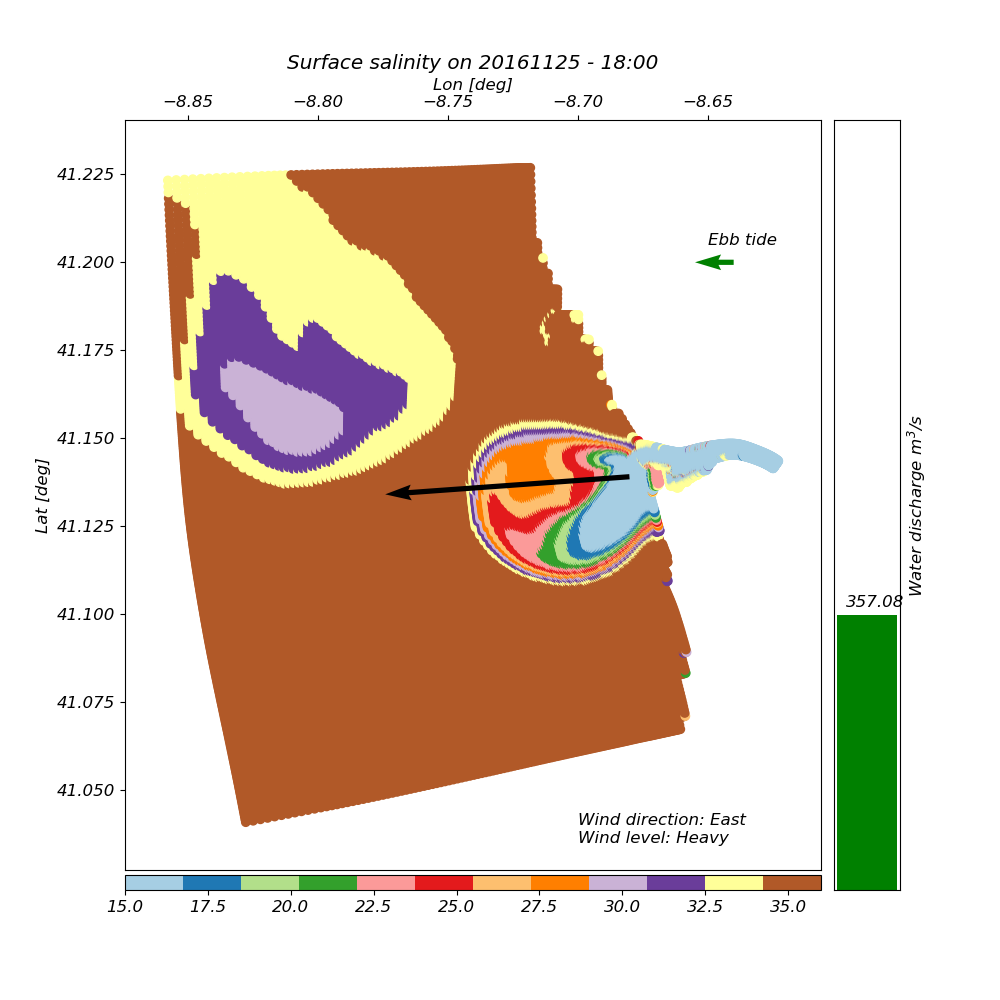 Surface salinity on 20161125 - 18:00
Lon [deg]
−8.85 −8.80 −8.75 −8.70 −8.65
41.225
41.200
41.175
41.150
41.125
41.100
41.075
41.050
Lat [deg]
Ebb tide
Wind direction: East
Wind level: Heavy
357.08
Water discharge m³/s
15.0 17.5 20.0 22.5 25.0 27.5 30.0 32.5 35.0